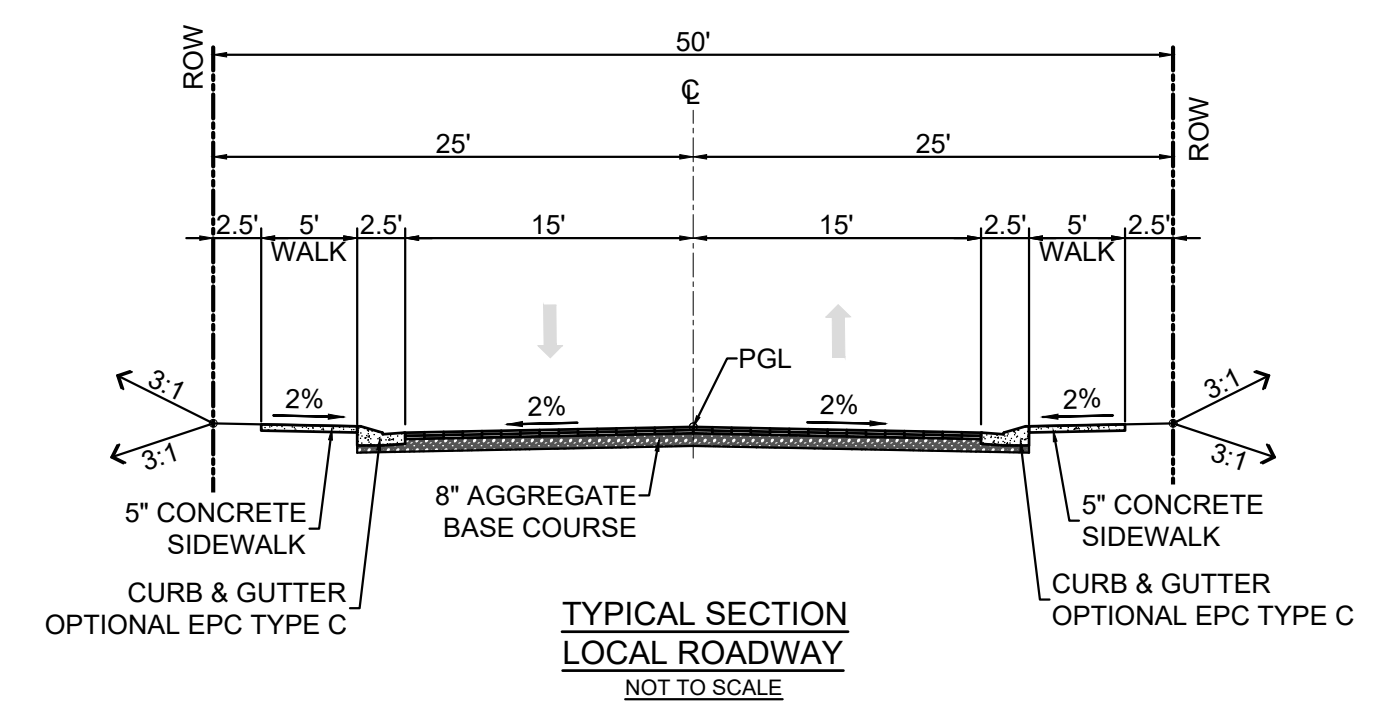 50'
ROW
℄
ROW
25'
25'
2.5'
5'
2.5'
15'
15'
2.5'
5'
2.5'
WALK
WALK
PGL
3:1
2%
2%
2%
2%
3:1
3:1
3:1
5" CONCRETE
SIDEWALK
8" AGGREGATE
BASE COURSE
5" CONCRETE
SIDEWALK
CURB & GUTTER
OPTIONAL EPC TYPE C
CURB & GUTTER
OPTIONAL EPC TYPE C
TYPICAL SECTION
LOCAL ROADWAY
NOT TO SCALE